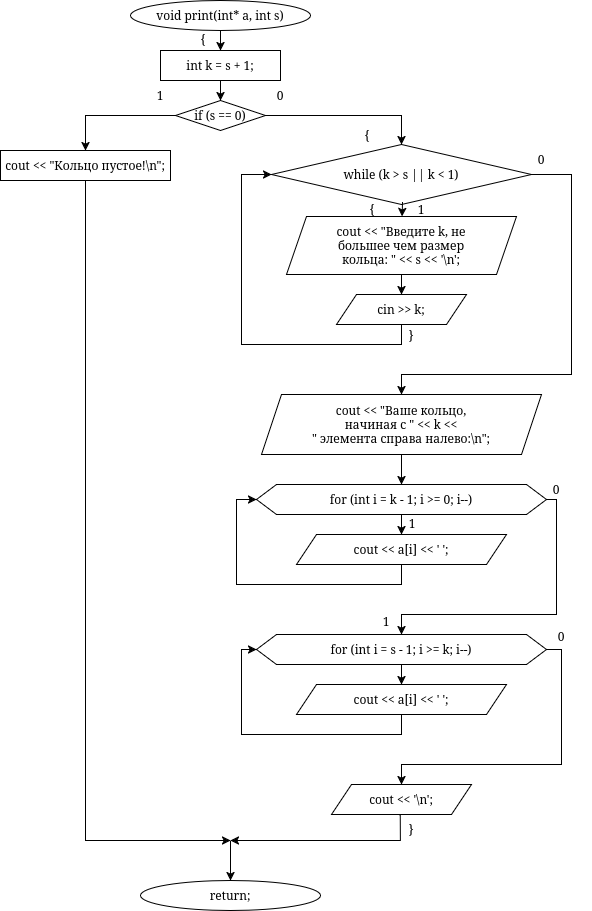 void print(int* a, int s)
{
int k = s + 1;
1
0
if (s == 0)
{
cout << "Кольцо пустое!\n";
0
while (k > s || k < 1)
{
1
cout << "Введите k, не
большее чем размер
кольца: " << s << '\n';
cin >> k;
}
cout << "Ваше кольцо,
начиная с " << k <<
" элемента справа налево:\n";
0
for (int i = k - 1; i >= 0; i--)
1
cout << a[i] << ' ';
1
0
for (int i = s - 1; i >= k; i--)
cout << a[i] << ' ';
cout << '\n';
}
return;